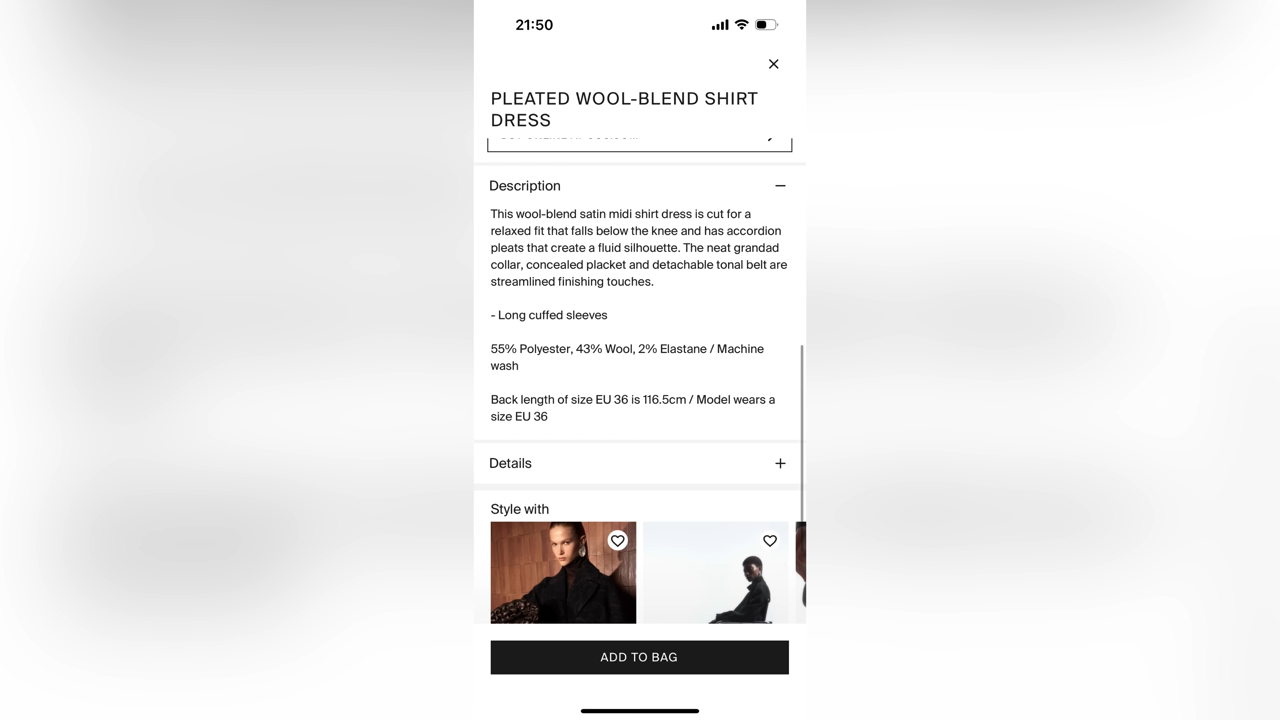 21:50
PLEATED WOOL-BLEND SHIRT
DRESS
Description
This wool-blend satin midi shirt dress is cut for a
relaxed fit that falls below the knee and has accordion
pleats that create a fluid silhouette. The neat grandad
collar, concealed placket and detachable tonal belt are
streamlined finishing touches.
- Long cuffed sleeves
55% Polyester, 43% Wool, 2% Elastane / Machine
wash
Back length of size EU 36 is 116.5cm / Model wears a
size EU 36
Details
Style with
ADD TO BAG